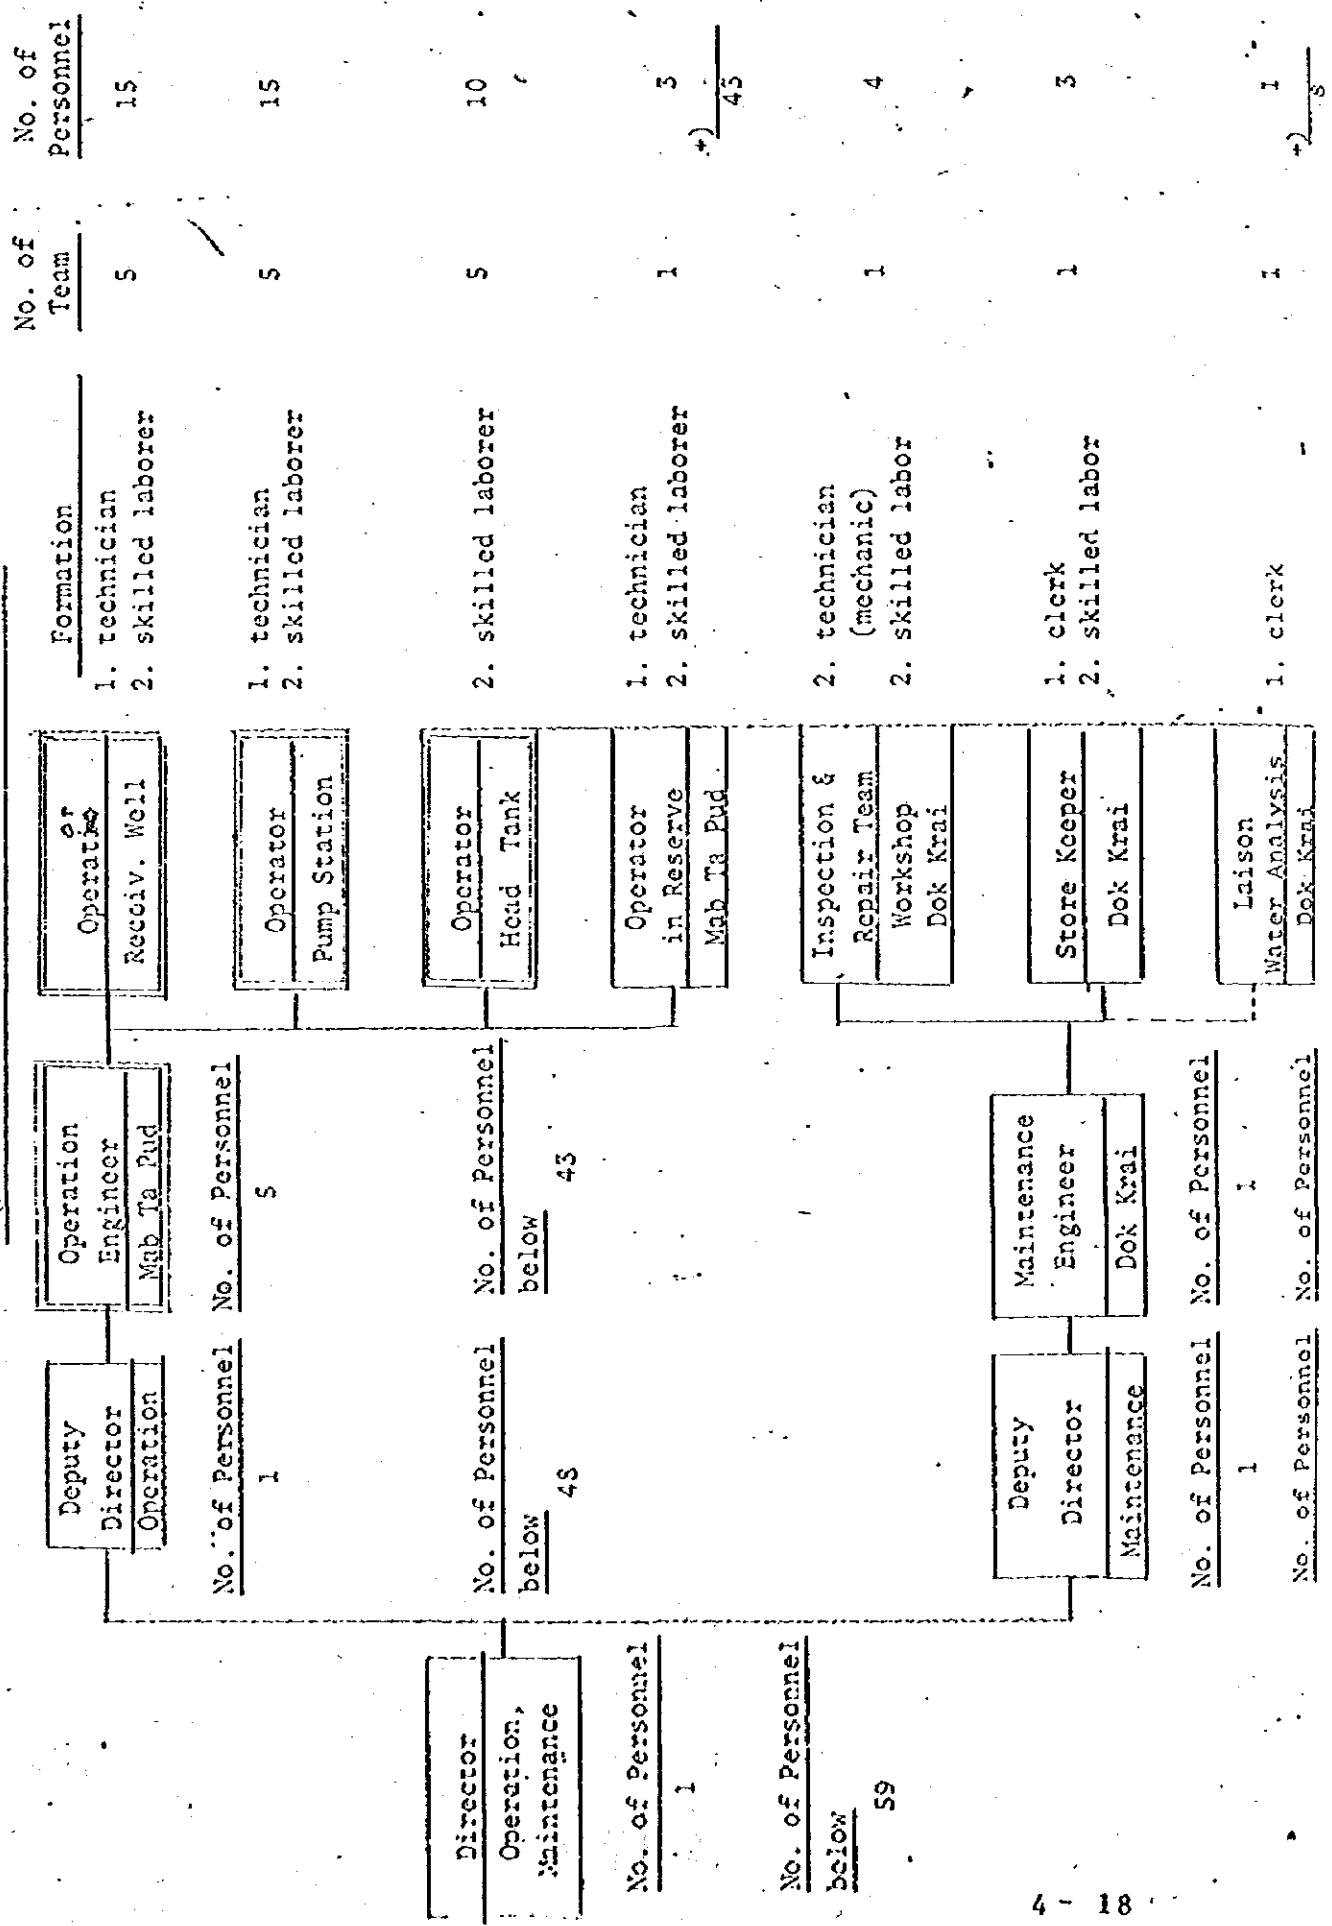 No. of
Team
No. of
Personnel
Formation
Operator
or
Receiv. Well
1. technician
2. skilled laborer
5
15
Operator
Pump Station
1. technician
2. skilled laborer
5
15
Operator
Head Tank
2. skilled laborer
5
10
Operator
in Reserve
Mab Ta Pud
1. technician
2. skilled laborer
1
3
+)
43
Inspection &
Repair Team
Workshop
Dok Krai
2. technician
(mechanic)
2. skilled labor
1
4
Store Keeper
Dok Krai
1. clerk
2. skilled labor
1
3
Laison
Water Analysis
Dok Krai
1. clerk
1
1
+)
8
Operation
Engineer
Mab Ta Pud
No. of Personnel
5
No. of Personnel
below
43
Maintenance
Engineer
Dok Krai
No. of Personnel
1
No. of Personnel
Deputy
Director
Operation
No. of Personnel
1
No. of Personnel
below
48
Deputy
Director
Maintenance
No. of Personnel
1
No. of Personnel
Director
Operation,
Maintenance
No. of Personnel
1
No. of Personnel
below
59
4 - 18